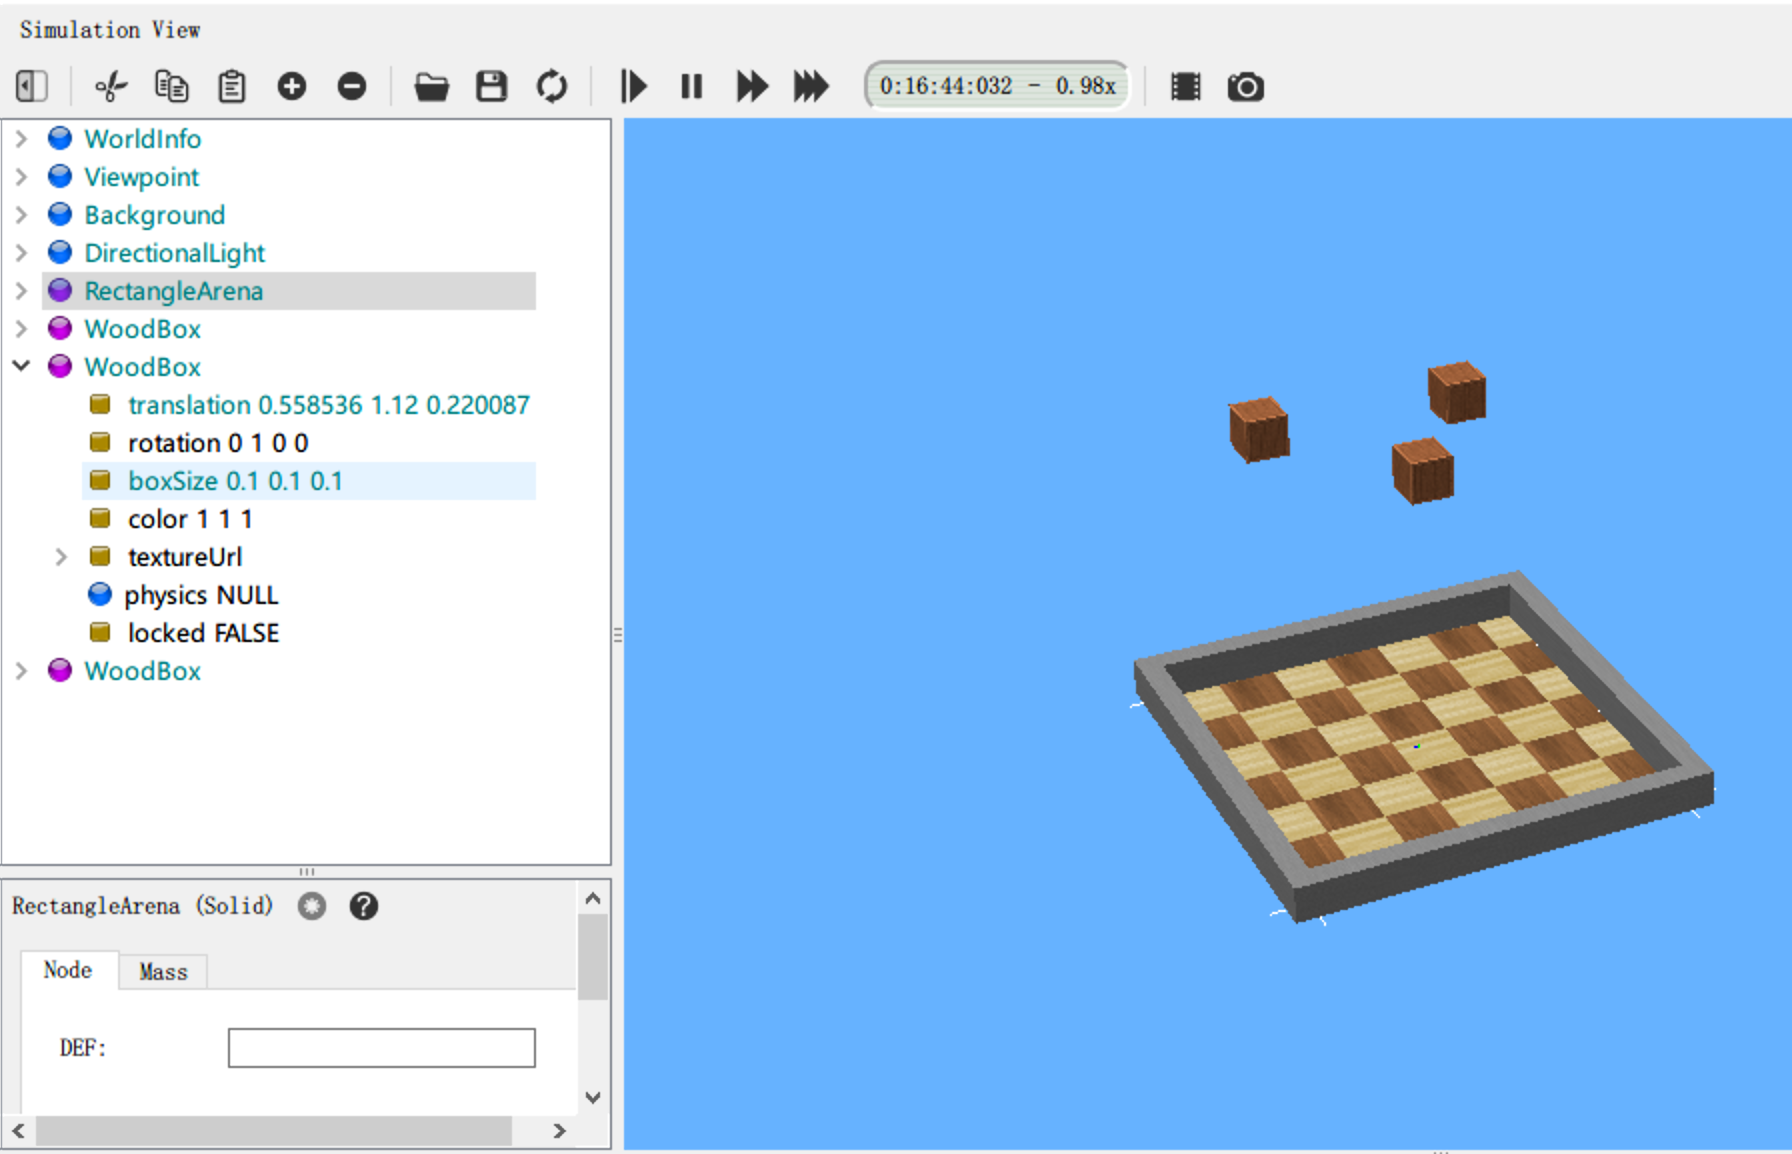 Simulation View
0:16:44:032 - 0.98x
WorldInfo
Viewpoint
Background
DirectionalLight
RectangleArena
WoodBox
WoodBox
translation 0.558536 1.12 0.220087
rotation 0 1 0 0
boxSize 0.1 0.1 0.1
color 1 1 1
textureUrl
physics NULL
locked FALSE
WoodBox
RectangleArena (Solid)
Node Mass
DEF: